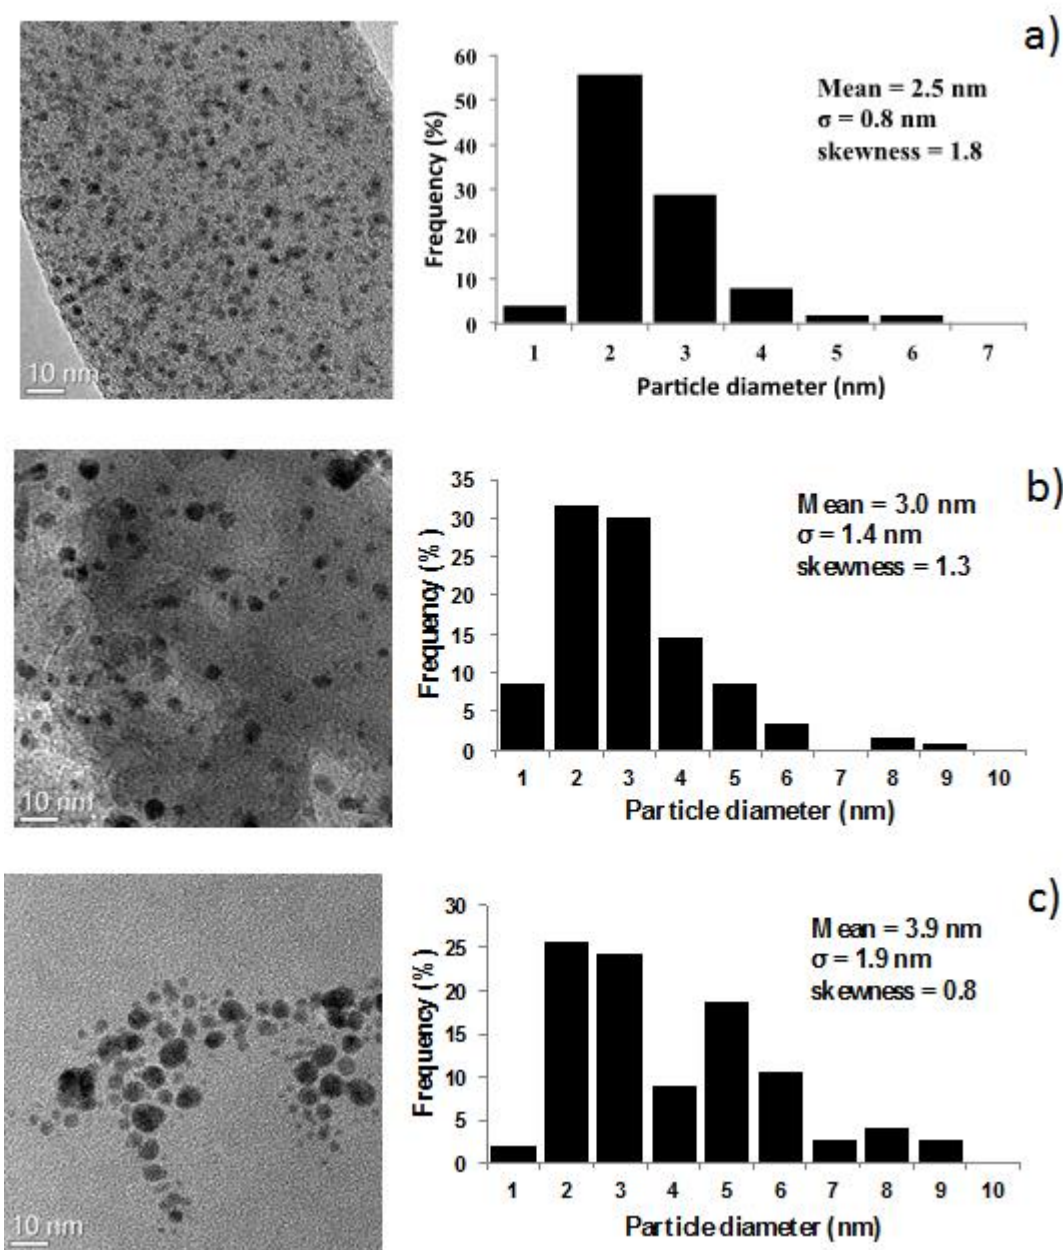 a)
60
50
40
30
20
10
0
Frequency (%)
Mean = 2.5 nm
σ = 0.8 nm
skewness = 1.8
1 2 3 4 5 6 7
Particle diameter (nm)
10 nm
b)
35
30
25
20
15
10
5
0
Frequency (%)
Mean = 3.0 nm
σ = 1.4 nm
skewness = 1.3
1 2 3 4 5 6 7 8 9 10
Particle diameter (nm)
10 nm
c)
30
25
20
15
10
5
0
Frequency (%)
Mean = 3.9 nm
σ = 1.9 nm
skewness = 0.8
1 2 3 4 5 6 7 8 9 10
Particle diameter (nm)
10 nm